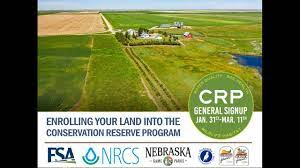 CRP
GENERAL SIGNUP
JAN. 31ST-MAR. 11TH
ENROLLING YOUR LAND INTO THE
CONSERVATION RESERVE PROGRAM
FSA
NRCS
NEBRASKA
GAME PARKS